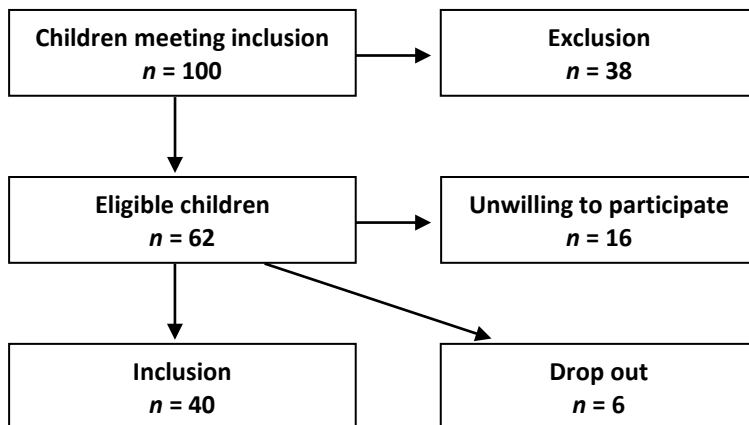 Children meeting inclusion
n = 100
Exclusion
n = 38
Eligible children
n = 62
Unwilling to participate
n = 16
Inclusion
n = 40
Drop out
n = 6